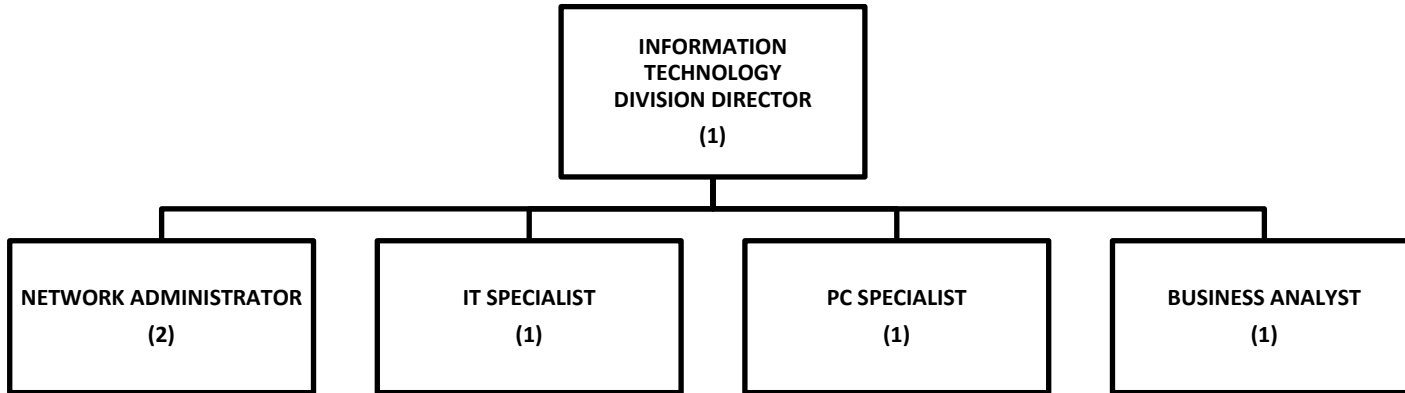 INFORMATION
TECHNOLOGY
DIVISION DIRECTOR
(1)
NETWORK ADMINISTRATOR
(2)
IT SPECIALIST
(1)
PC SPECIALIST
(1)
BUSINESS ANALYST
(1)